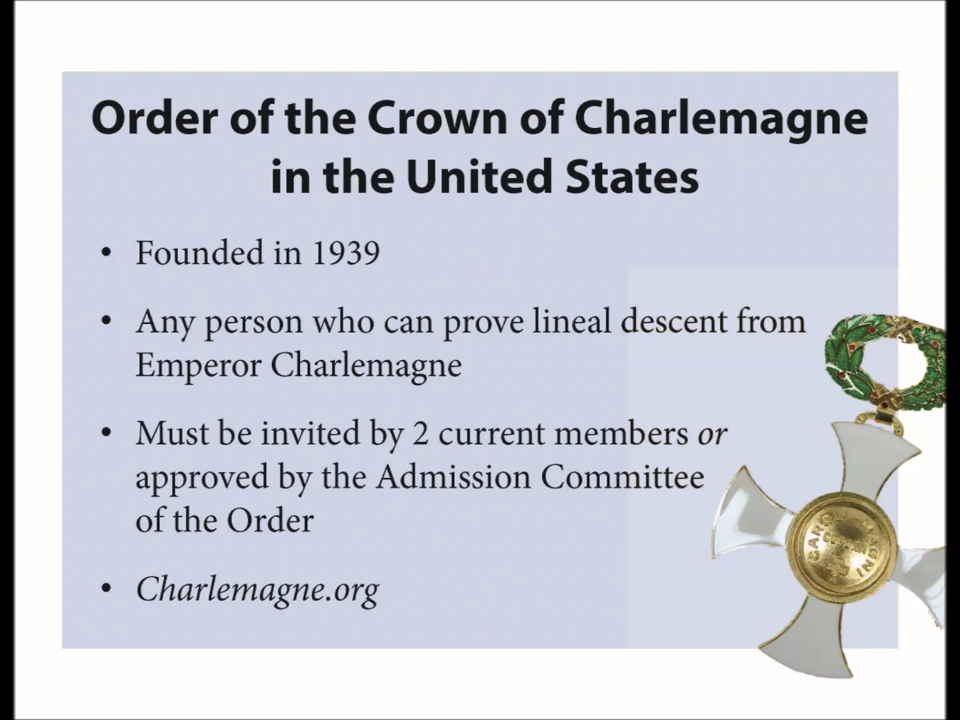 Order of the Crown of Charlemagne
in the United States
• Founded in 1939
• Any person who can prove lineal descent from
Emperor Charlemagne
• Must be invited by 2 current members or
approved by the Admission Committee
of the Order
• Charlemagne.org
CAROLI MAGNI